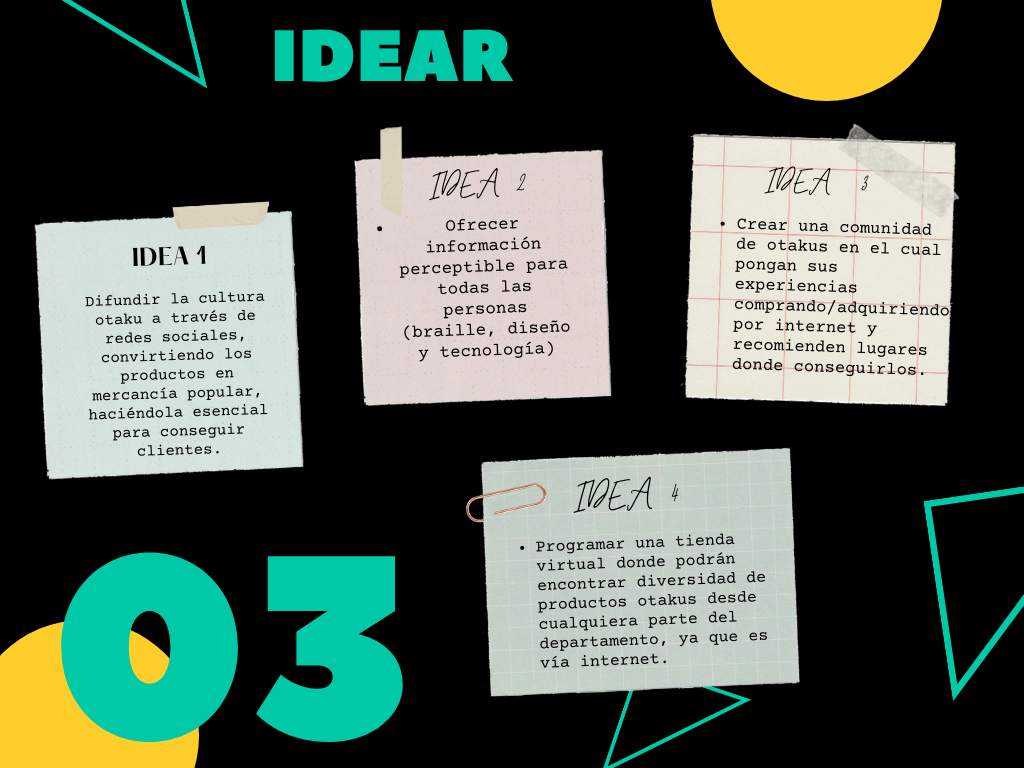 IDEAR
IDEA 1
Difundir la cultura
otaku a través de
redes sociales,
convirtiendo los
productos en
mercancía popular,
haciéndola esencial
para conseguir
clientes.
IDEA 2
• Ofrecer
información
perceptible para
todas las
personas
(braille, diseño
y tecnología)
IDEA 3
• Crear una comunidad
de otakus en el cual
pongan sus
experiencias
comprando/adquiriendo
por internet y
recomienden lugares
donde conseguirlos.
IDEA 4
• Programar una tienda
virtual donde podrán
encontrar diversidad de
productos otakus desde
cualquiera parte del
departamento, ya que es
vía internet.
03